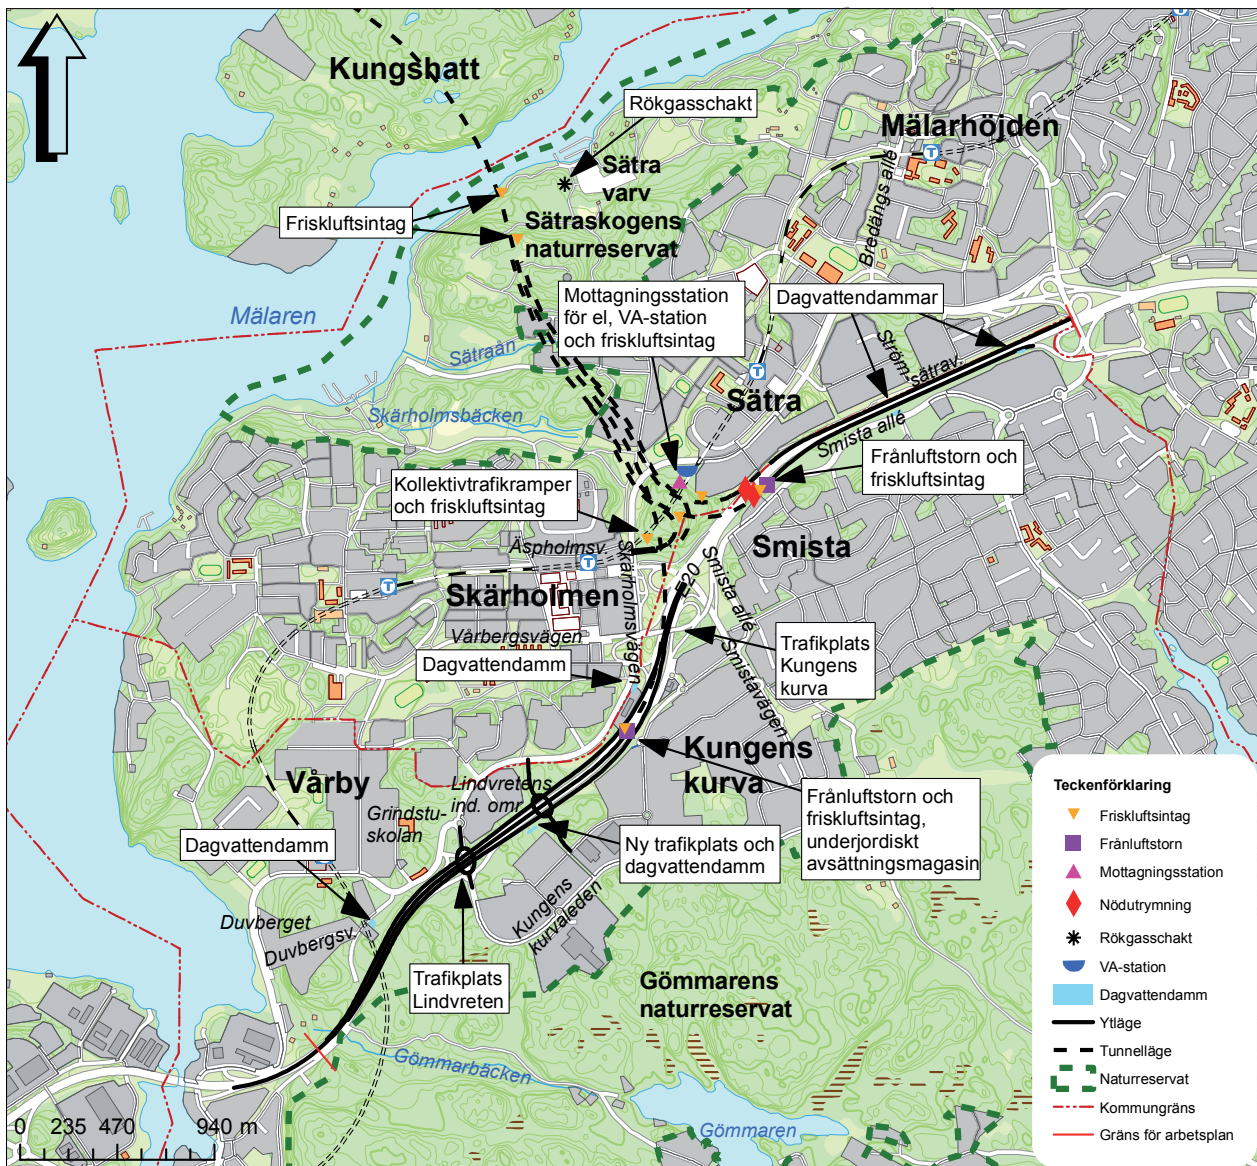 Kungshatt
Rökgasschakt
Mälarhöjden
Sätra
varv
Bredängs allé
Friskluftsintag
Sätraskogens
naturreservat
Mottagningsstation
för el, VA-station
och friskluftsintag
Dagvattendammar
Mälaren
Sätraån
Ström-
sätrav.
Sätra
Skärholmsbäcken
Smista allé
Frånluftstorn och
friskluftsintag
Kollektivtrafikramper
och friskluftsintag
Äspholmsv.
Smista
Skärholmen
Skärholmsvägen
E20
Smista allé
Vårbergsvägen
Dagvattendamm
Trafikplats
Kungens
kurva
Smistavägen
Kungens
kurva
Vårby
Lindvretens
ind. omr
Grindstu-
skolan
Frånluftstorn och
friskluftsintag,
underjordiskt
avsättningsmagasin
Dagvattendamm
Ny trafikplats och
dagvattendamm
Kungens
kurvaleden
Duvberget
Duvbergsv.
Trafikplats
Lindvreten
Gömmarens
naturreservat
Gömmarbäcken
Gömmaren
0 235 470 940 m
Teckenförklaring
Friskluftsintag
Frånluftstorn
Mottagningsstation
Nödutrymning
Rökgasschakt
VA-station
Dagvattendamm
Ytläge
Tunnelläge
Naturreservat
Kommungräns
Gräns för arbetsplan
T
T
T
T